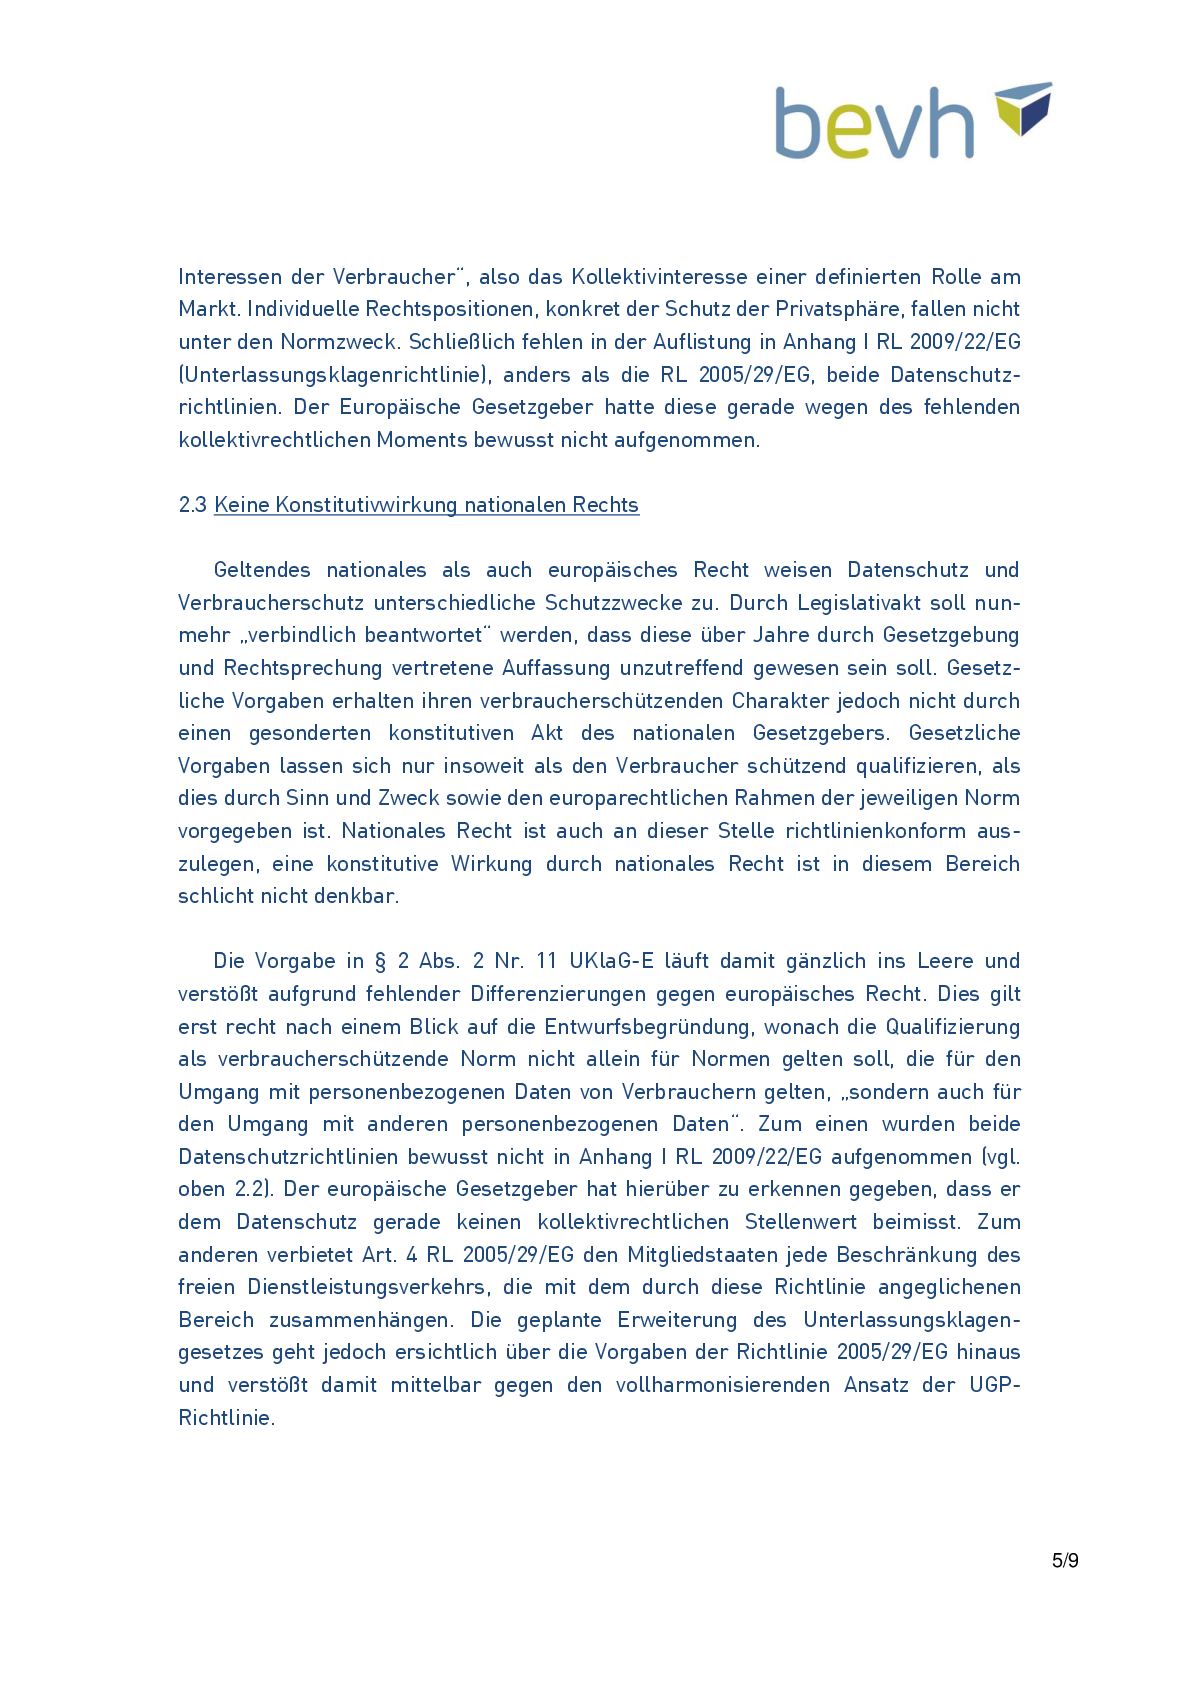 bevh
Interessen der Verbraucher“, also das Kollektivinteresse einer definierten Rolle am
Markt. Individuelle Rechtspositionen, konkret der Schutz der Privatsphäre, fallen nicht
unter den Normzweck. Schließlich fehlen in der Auflistung in Anhang I RL 2009/22/EG
(Unterlassungsklagenrichtlinie), anders als die RL 2005/29/EG, beide Datenschutz-
richtlinien. Der Europäische Gesetzgeber hatte diese gerade wegen des fehlenden
kollektivrechtlichen Moments bewusst nicht aufgenommen.
2.3 Keine Konstitutivwirkung nationalen Rechts
Geltendes nationales als auch europäisches Recht weisen Datenschutz und
Verbraucherschutz unterschiedliche Schutzzwecke zu. Durch Legislativakt soll nun-
mehr „verbindlich beantwortet“ werden, dass diese über Jahre durch Gesetzgebung
und Rechtsprechung vertretene Auffassung unzutreffend gewesen sein soll. Gesetz-
liche Vorgaben erhalten ihren verbraucherschützenden Charakter jedoch nicht durch
einen gesonderten konstitutiven Akt des nationalen Gesetzgebers. Gesetzliche
Vorgaben lassen sich nur insoweit als den Verbraucher schützend qualifizieren, als
dies durch Sinn und Zweck sowie den europarechtlichen Rahmen der jeweiligen Norm
vorgegeben ist. Nationales Recht ist auch an dieser Stelle richtlinienkonform aus-
zulegen, eine konstitutive Wirkung durch nationales Recht ist in diesem Bereich
schlicht nicht denkbar.
Die Vorgabe in § 2 Abs. 2 Nr. 11 UKlaG-E läuft damit gänzlich ins Leere und
verstößt aufgrund fehlender Differenzierungen gegen europäisches Recht. Dies gilt
erst recht nach einem Blick auf die Entwurfsbegründung, wonach die Qualifizierung
als verbraucherschützende Norm nicht allein für Normen gelten soll, die für den
Umgang mit personenbezogenen Daten von Verbrauchern gelten, „sondern auch für
den Umgang mit anderen personenbezogenen Daten“. Zum einen wurden beide
Datenschutzrichtlinien bewusst nicht in Anhang I RL 2009/22/EG aufgenommen (vgl.
oben 2.2). Der europäische Gesetzgeber hat hierüber zu erkennen gegeben, dass er
dem Datenschutz gerade keinen kollektivrechtlichen Stellenwert beimisst. Zum
anderen verbietet Art. 4 RL 2005/29/EG den Mitgliedstaaten jede Beschränkung des
freien Dienstleistungsverkehrs, die mit dem durch diese Richtlinie angeglichenen
Bereich zusammenhängen. Die geplante Erweiterung des Unterlassungsklagen-
gesetzes geht jedoch ersichtlich über die Vorgaben der Richtlinie 2005/29/EG hinaus
und verstößt damit mittelbar gegen den vollharmonisierenden Ansatz der UGP-
Richtlinie.
5/9